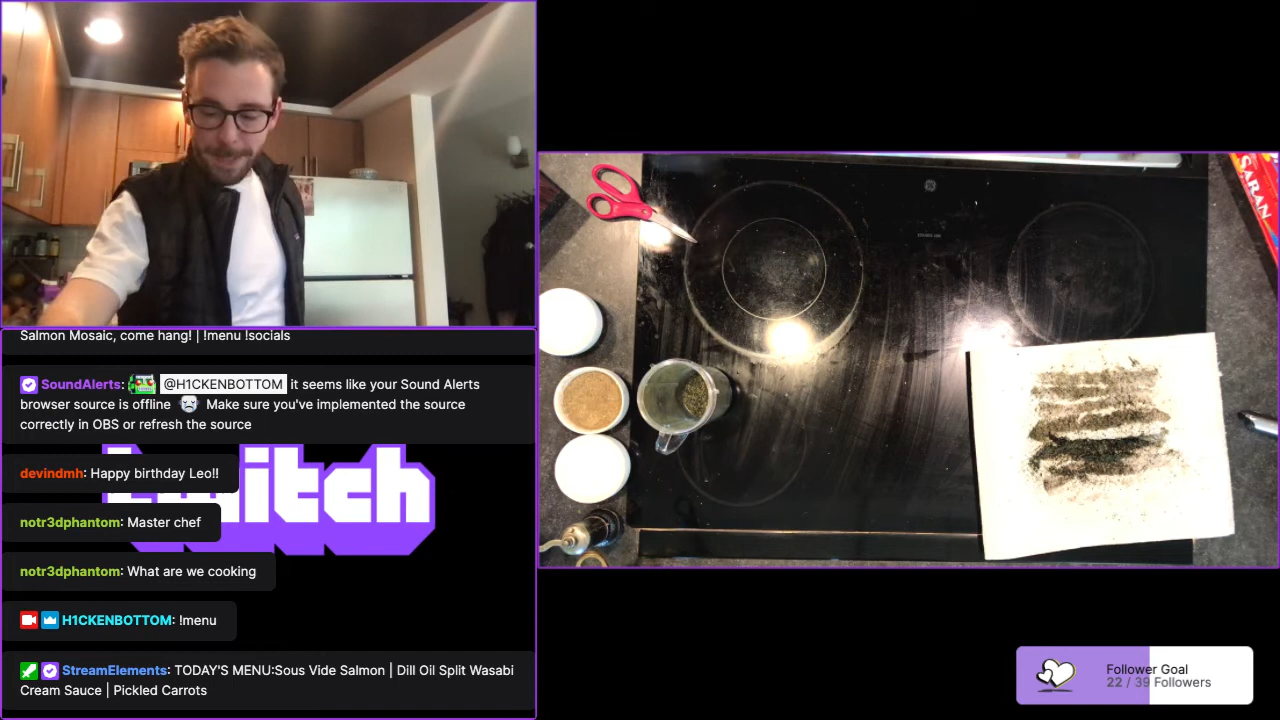 Salmon Mosaic, come hang! | !menu !socials
SoundAlerts: @H1CKENBOTTOM it seems like your Sound Alerts
browser source is offline Make sure you've implemented the source
correctly in OBS or refresh the source
devindmh: Happy birthday Leo!!
notr3dphantom: Master chef
notr3dphantom: What are we cooking
H1CKENBOTTOM: !menu
StreamElements: TODAY'S MENU:Sous Vide Salmon | Dill Oil Split Wasabi
Cream Sauce | Pickled Carrots
SARAN
Follower Goal
22 / 39 Followers